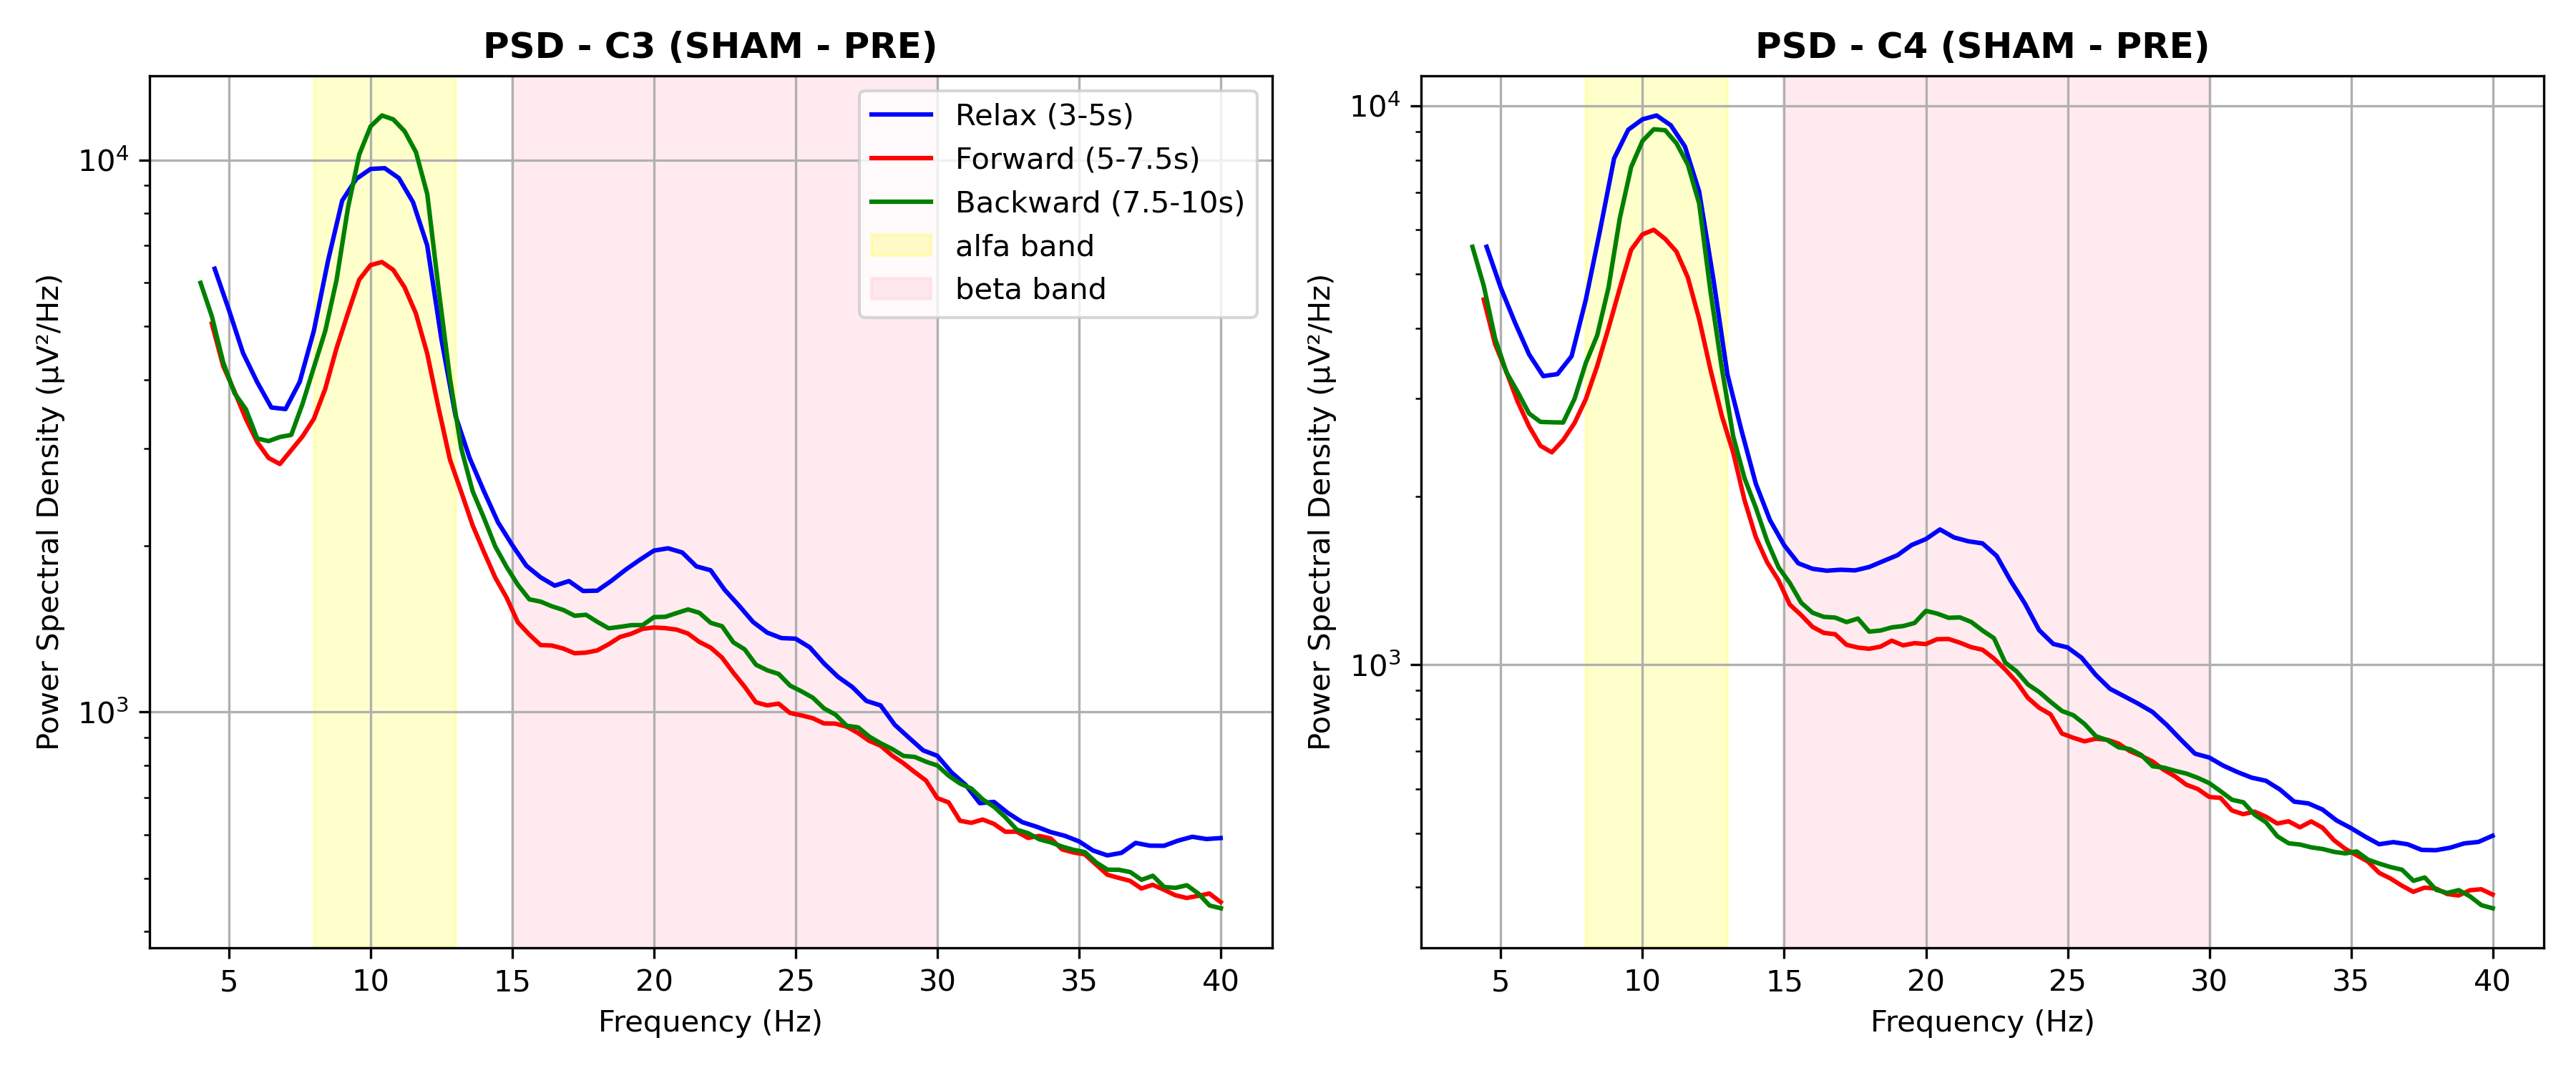 PSD - C3 (SHAM - PRE)
Power Spectral Density (µV²/Hz)
10⁴
10³
Relax (3-5s)
Forward (5-7.5s)
Backward (7.5-10s)
alfa band
beta band
5 10 15 20 25 30 35 40
Frequency (Hz)
PSD - C4 (SHAM - PRE)
Power Spectral Density (µV²/Hz)
10⁴
10³
5 10 15 20 25 30 35 40
Frequency (Hz)